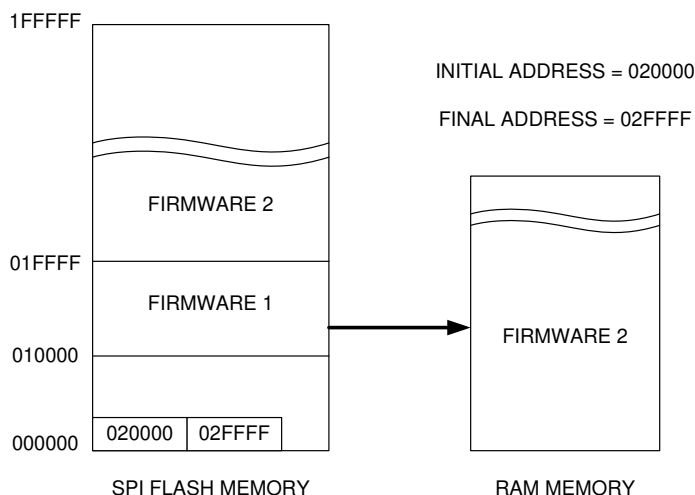 1FFFFF
INITIAL ADDRESS = 020000
FINAL ADDRESS = 02FFFF
FIRMWARE 2
01FFFF
FIRMWARE 1
FIRMWARE 2
010000
020000 02FFFF
000000
SPI FLASH MEMORY RAM MEMORY